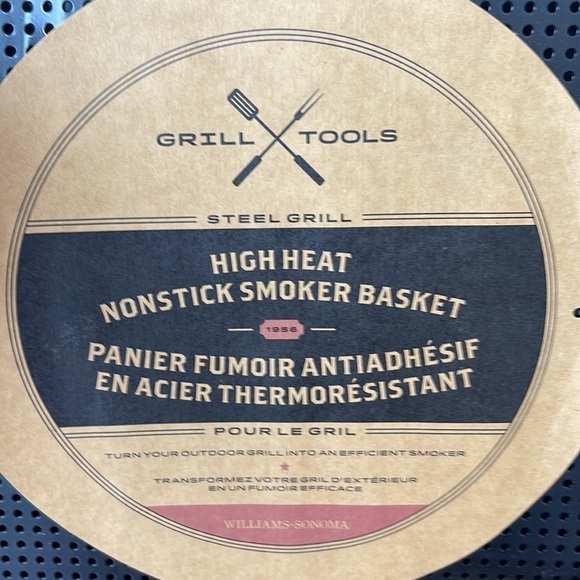 GRILL TOOLS
STEEL GRILL
HIGH HEAT
NONSTICK SMOKER BASKET
1956
PANIER FUMOIR ANTIADHÉSIF
EN ACIER THERMORÉSISTANT
POUR LE GRIL
TURN YOUR OUTDOOR GRILL INTO AN EFFICIENT SMOKER
TRANSFORMEZ VOTRE GRIL D'EXTÉRIEUR
EN UN FUMOIR EFFICACE
WILLIAMS-SONOMA